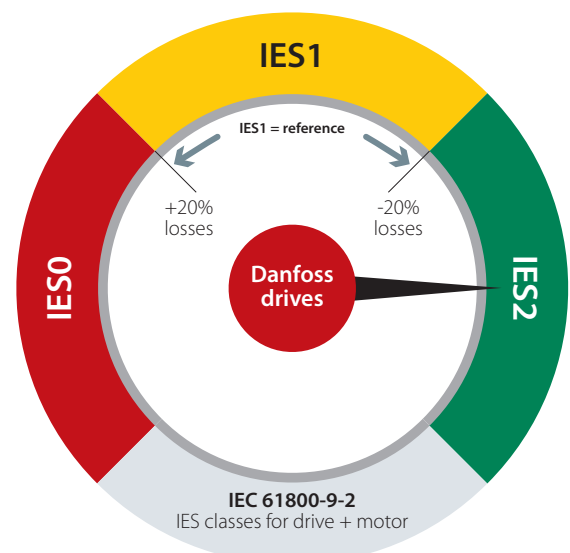 IES1
IES1 = reference
+20%
losses
-20%
losses
IES0
Danfoss
drives
IES2
IEC 61800-9-2
IES classes for drive + motor